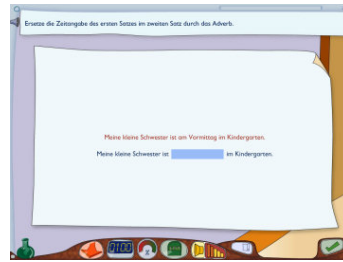 Ersetze die Zeitangabe des ersten Satzes im zweiten Satz durch das Adverb.
Meine kleine Schwester ist am Vormittag im Kindergarten.
Meine kleine Schwester ist im Kindergarten.
0100